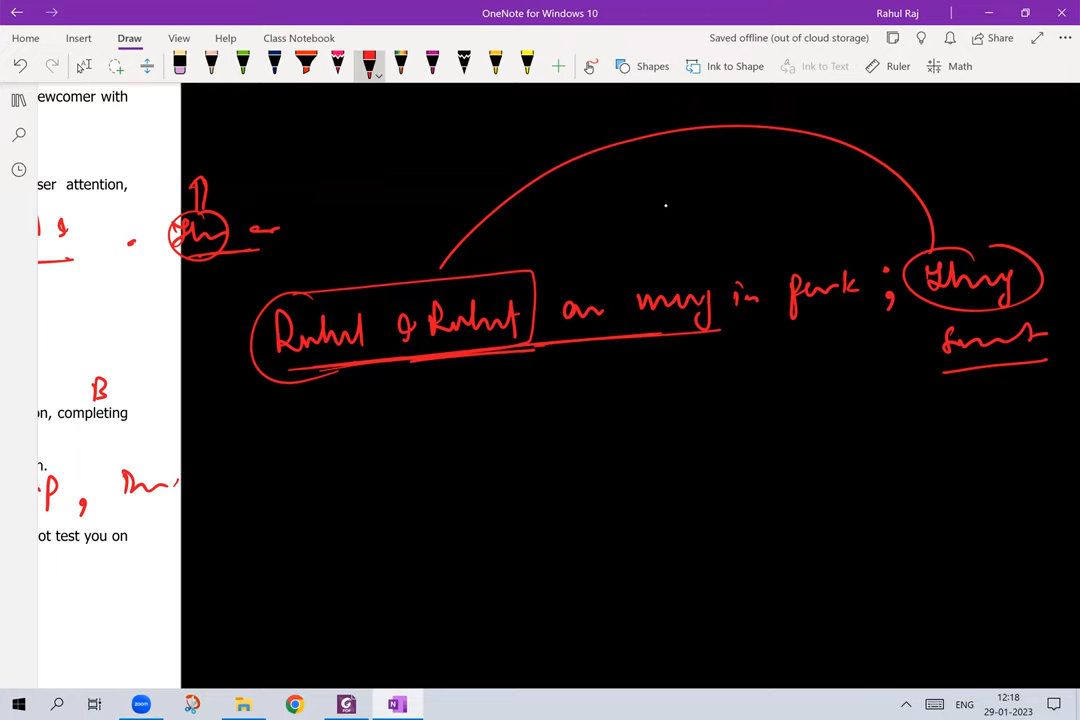 OneNote for Windows 10
Rahul Raj
Home Insert Draw View Help Class Notebook
Saved offline (out of cloud storage) Share
Shapes Ink to Shape Ink to Text Ruler Math
ewcomer with
ser attention,
Rahul & Rohit in park ; They
B
on, completing
n.
ot test you on
zoom
ENG 12:18
29-01-2023